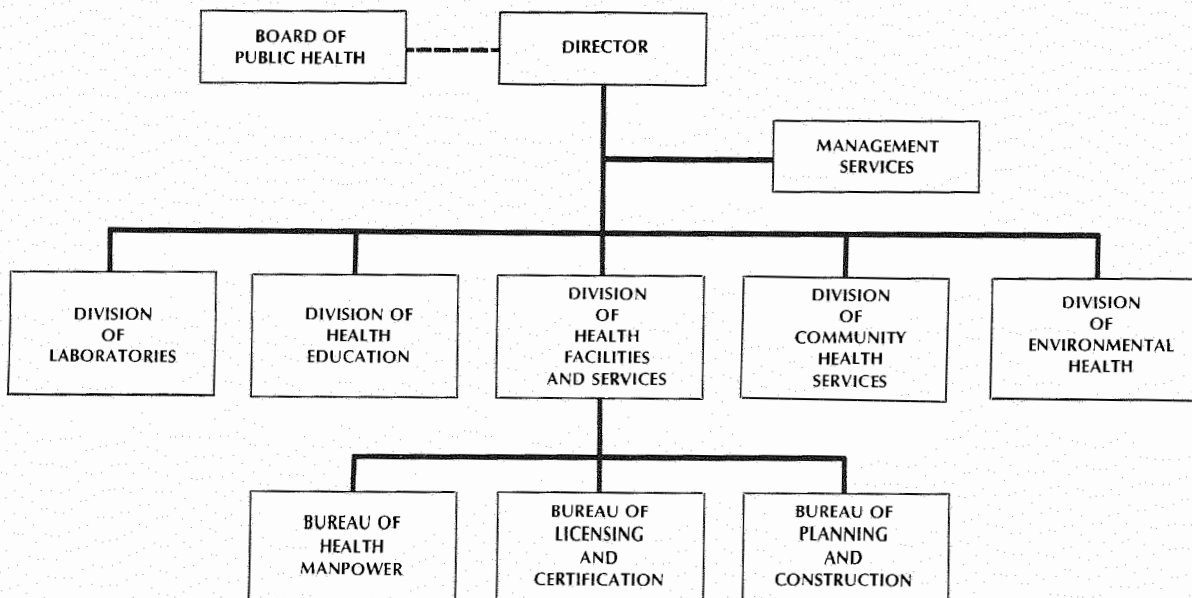 BOARD OF
PUBLIC HEALTH
DIRECTOR
MANAGEMENT
SERVICES
DIVISION
OF
LABORATORIES
DIVISION OF
HEALTH
EDUCATION
DIVISION
OF
HEALTH
FACILITIES
AND SERVICES
DIVISION
OF
COMMUNITY
HEALTH
SERVICES
DIVISION
OF
ENVIRONMENTAL
HEALTH
BUREAU OF
HEALTH
MANPOWER
BUREAU OF
LICENSING
AND
CERTIFICATION
BUREAU OF
PLANNING
AND
CONSTRUCTION